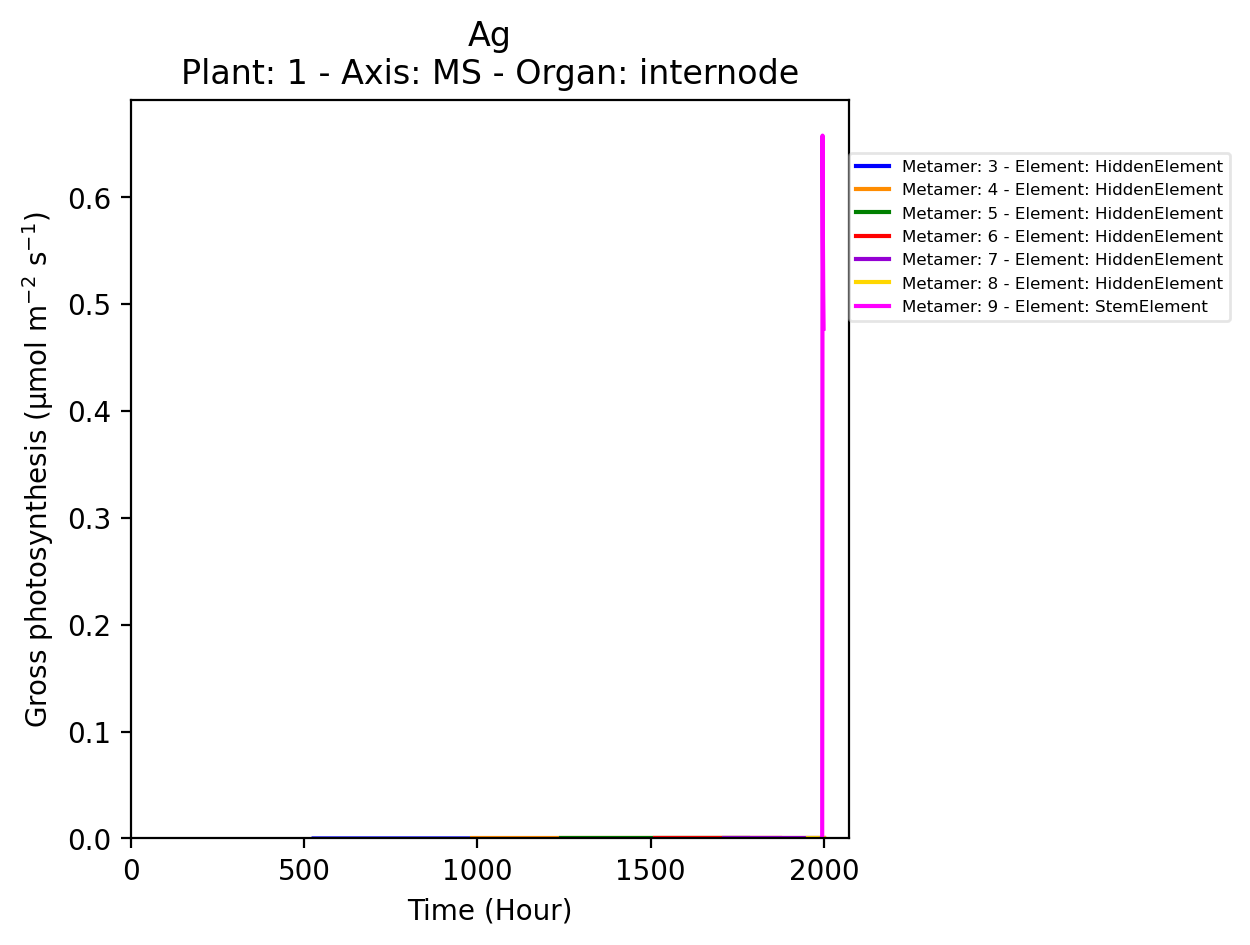 Ag
Plant: 1 - Axis: MS - Organ: internode
Gross photosynthesis (µmol m⁻² s⁻¹)
0.6
0.5
0.4
0.3
0.2
0.1
0.0
0 500 1000 1500 2000
Time (Hour)
Metamer: 3 - Element: HiddenElement
Metamer: 4 - Element: HiddenElement
Metamer: 5 - Element: HiddenElement
Metamer: 6 - Element: HiddenElement
Metamer: 7 - Element: HiddenElement
Metamer: 8 - Element: HiddenElement
Metamer: 9 - Element: StemElement